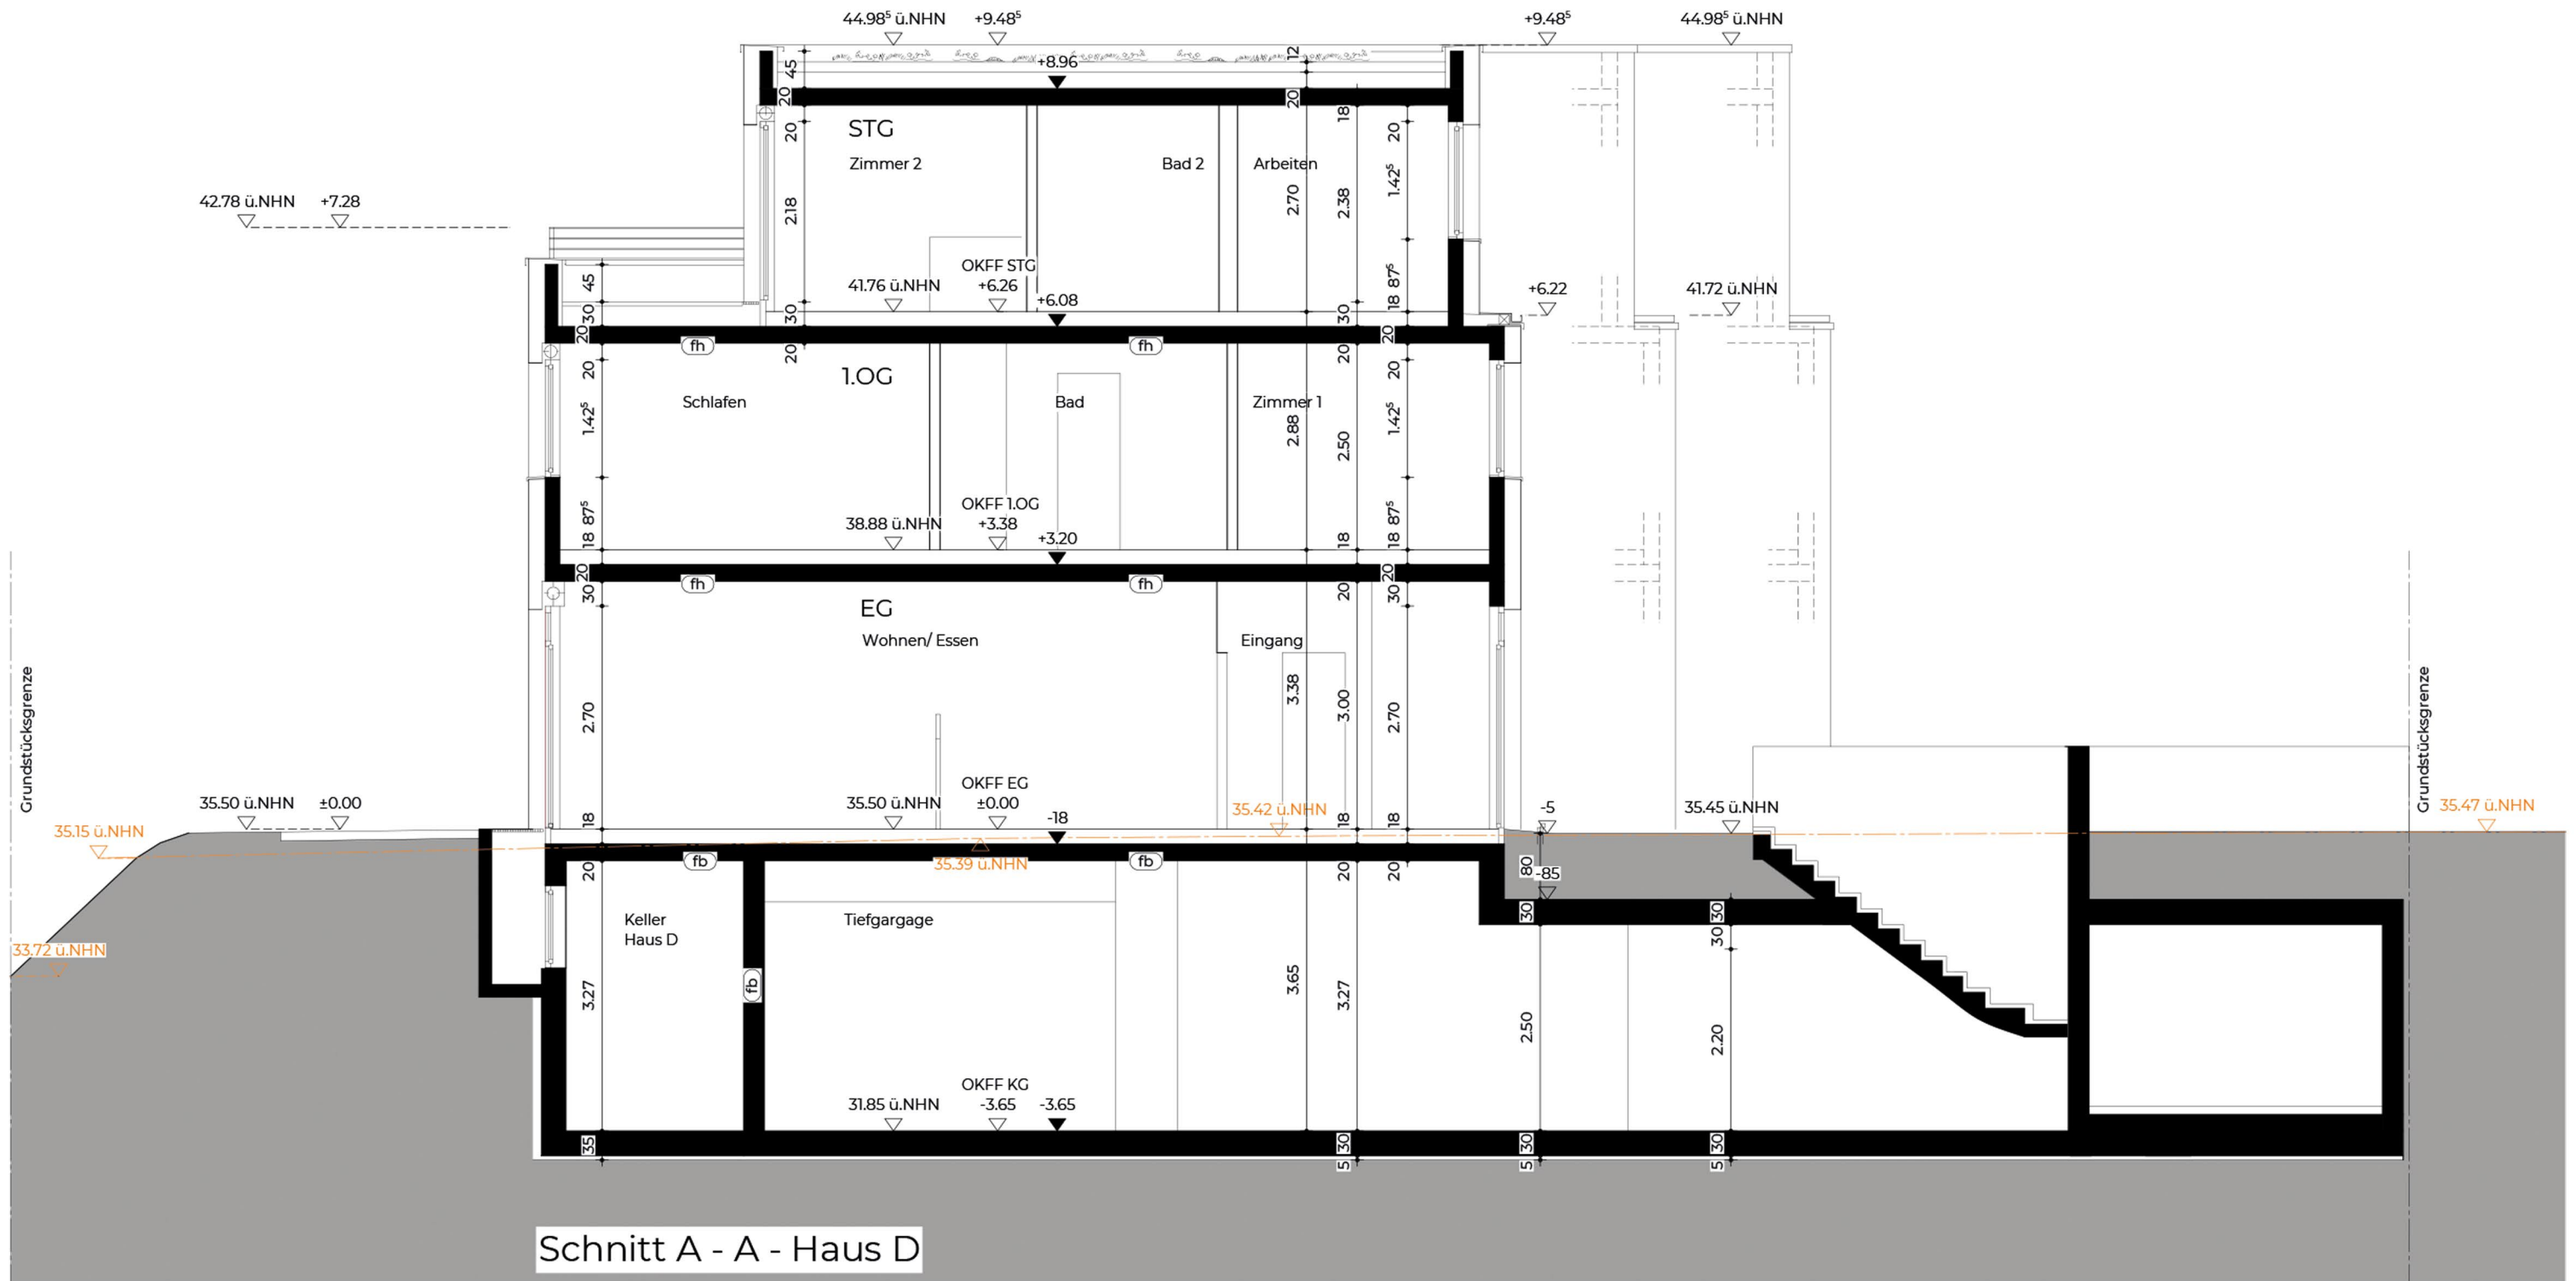 44.98⁵ ü.NHN
+9.48⁵
+9.48⁵
44.98⁵ ü.NHN
45
+8.96
12
20
20
18
STG
20
20
Zimmer 2
Bad 2
Arbeiten
1.42⁵
2.18
2.70
2.38
42.78 ü.NHN
+7.28
OKFF STG
45
41.76 ü.NHN
+6.26
87⁵
+6.22
41.72 ü.NHN
+6.08
30
30
30
18
20
fh
fh
20
20
20
20
20
1.OG
Schlafen
Bad
Zimmer 1
1.42⁵
1.42⁵
2.88
2.50
OKFF 1.OG
87⁵
87⁵
38.88 ü.NHN
+3.38
+3.20
18
18
18
20
fh
fh
20
30
20
30
EG
Wohnen/ Essen
Eingang
Grundstücksgrenze
Grundstücksgrenze
2.70
3.38
3.00
2.70
OKFF EG
35.50 ü.NHN
±0.00
35.50 ü.NHN
±0.00
35.42 ü.NHN
-5
35.45 ü.NHN
35.47 ü.NHN
35.15 ü.NHN
18
-18
18
18
35.39 ü.NHN
fb
fb
20
20
20
80
-85
Keller
Haus D
Tiefgargage
30
30
30
33.72 ü.NHN
fb
3.27
3.65
3.27
2.50
2.20
OKFF KG
31.85 ü.NHN
-3.65
-3.65
35
30
30
30
5
5
5
Schnitt A - A - Haus D